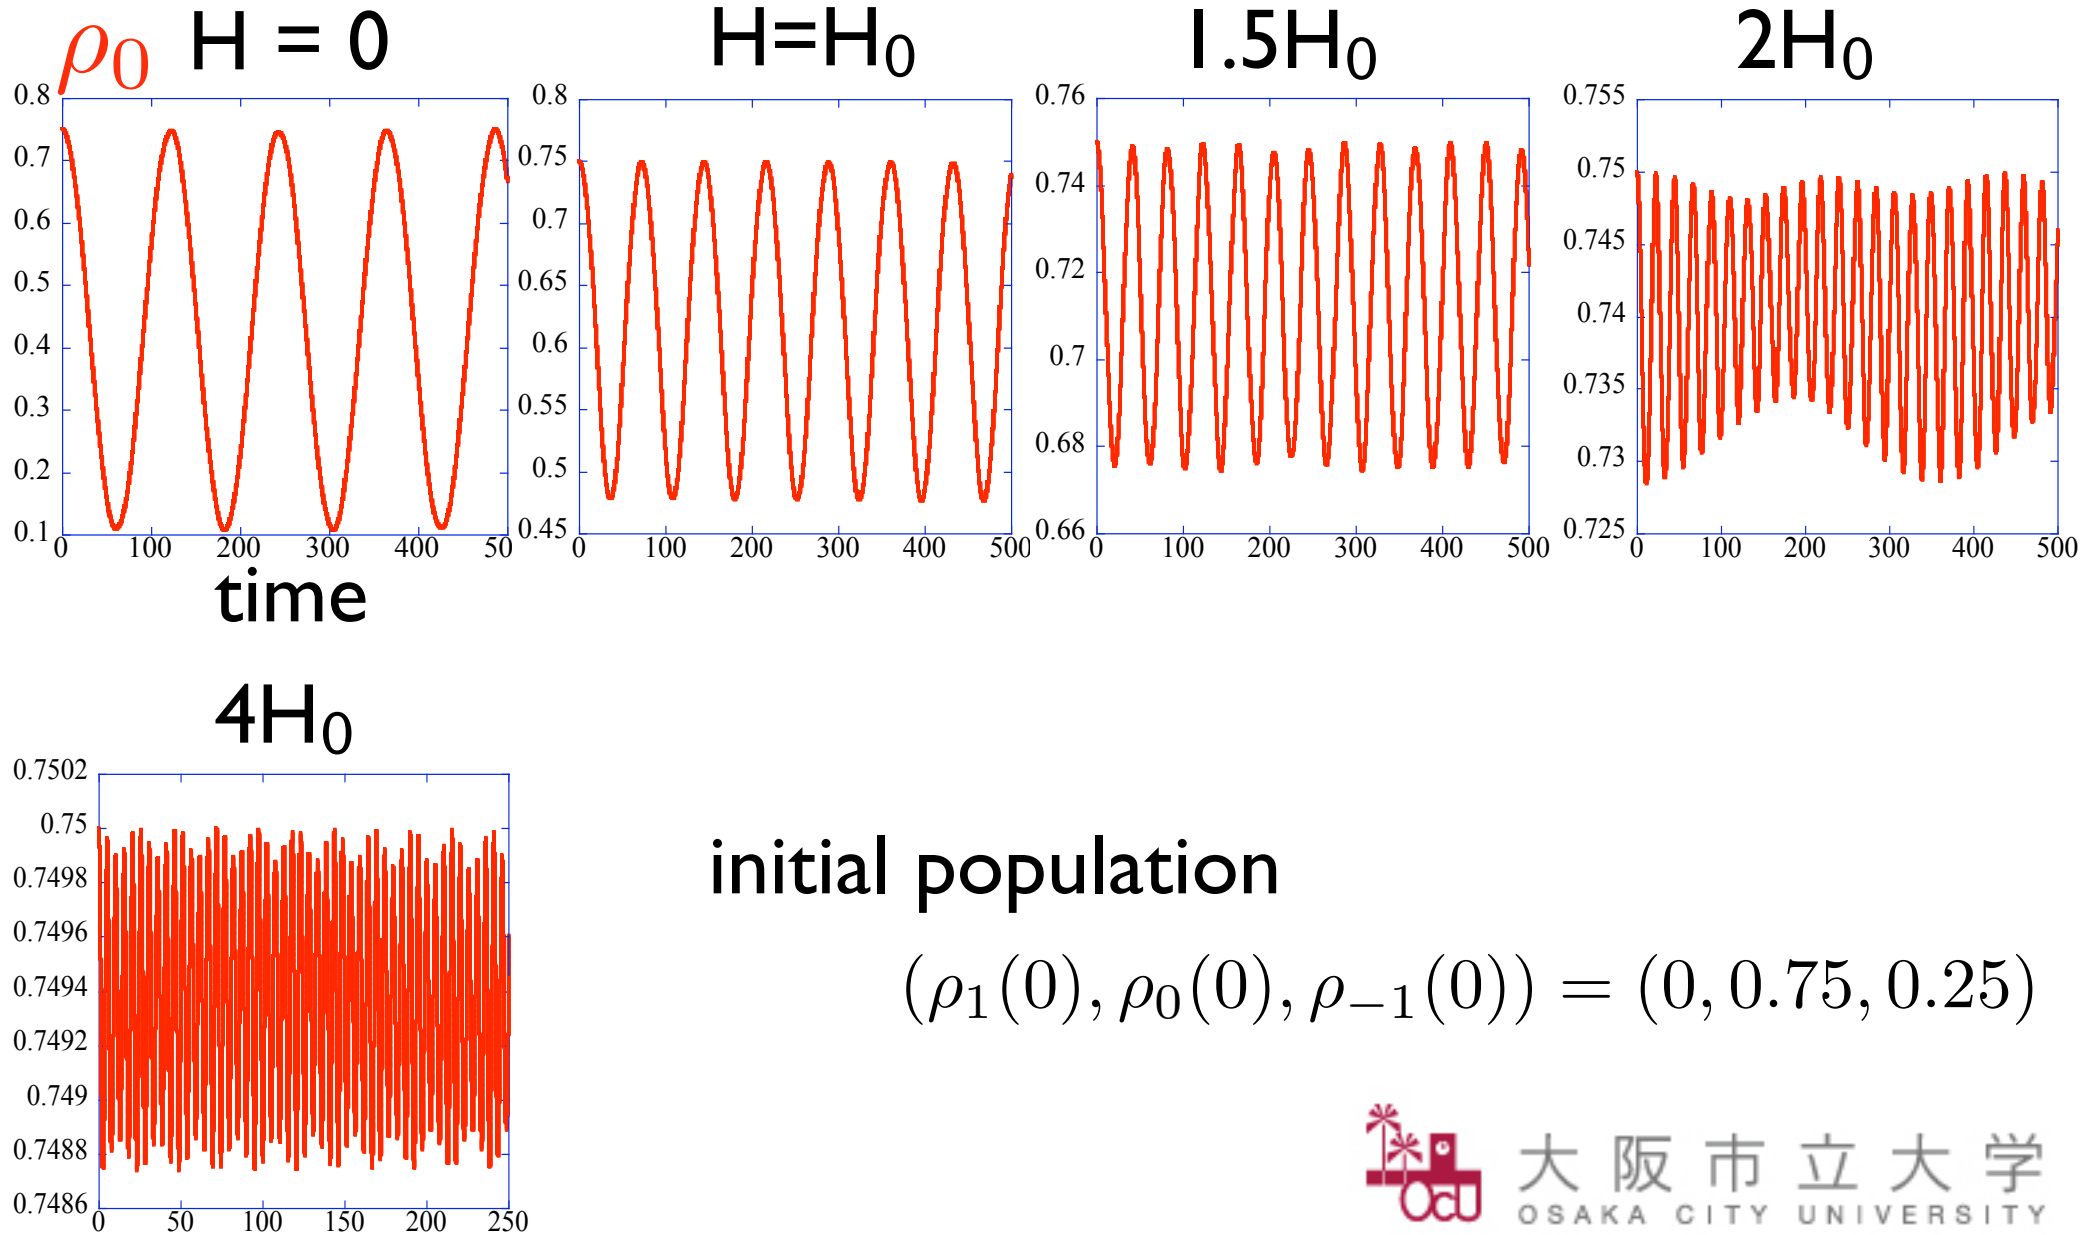 ρ₀ H = 0
H=H₀
1.5H₀
2H₀
0.8
0.7
0.6
0.5
0.4
0.3
0.2
0.1
0 100 200 300 400 500
time
0.8
0.75
0.7
0.65
0.6
0.55
0.5
0.45
0 100 200 300 400 500
0.76
0.74
0.72
0.7
0.68
0.66
0 100 200 300 400 500
0.755
0.75
0.745
0.74
0.735
0.73
0.725
0 100 200 300 400 500
4H₀
0.7502
0.75
0.7498
0.7496
0.7494
0.7492
0.749
0.7488
0.7486
0 50 100 150 200 250
initial population
(ρ₁(0), ρ₀(0), ρ₋₁(0)) = (0, 0.75, 0.25)
OCU
大阪市立大学
OSAKA CITY UNIVERSITY